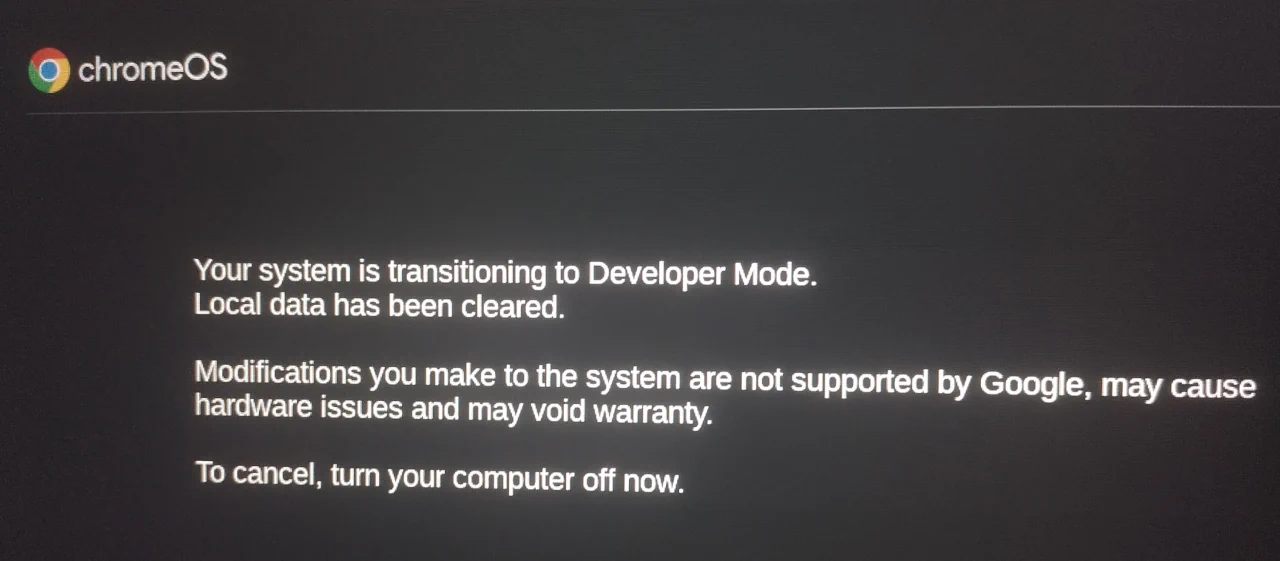 chromeOS
Your system is transitioning to Developer Mode.
Local data has been cleared.
Modifications you make to the system are not supported by Google, may cause
hardware issues and may void warranty.
To cancel, turn your computer off now.